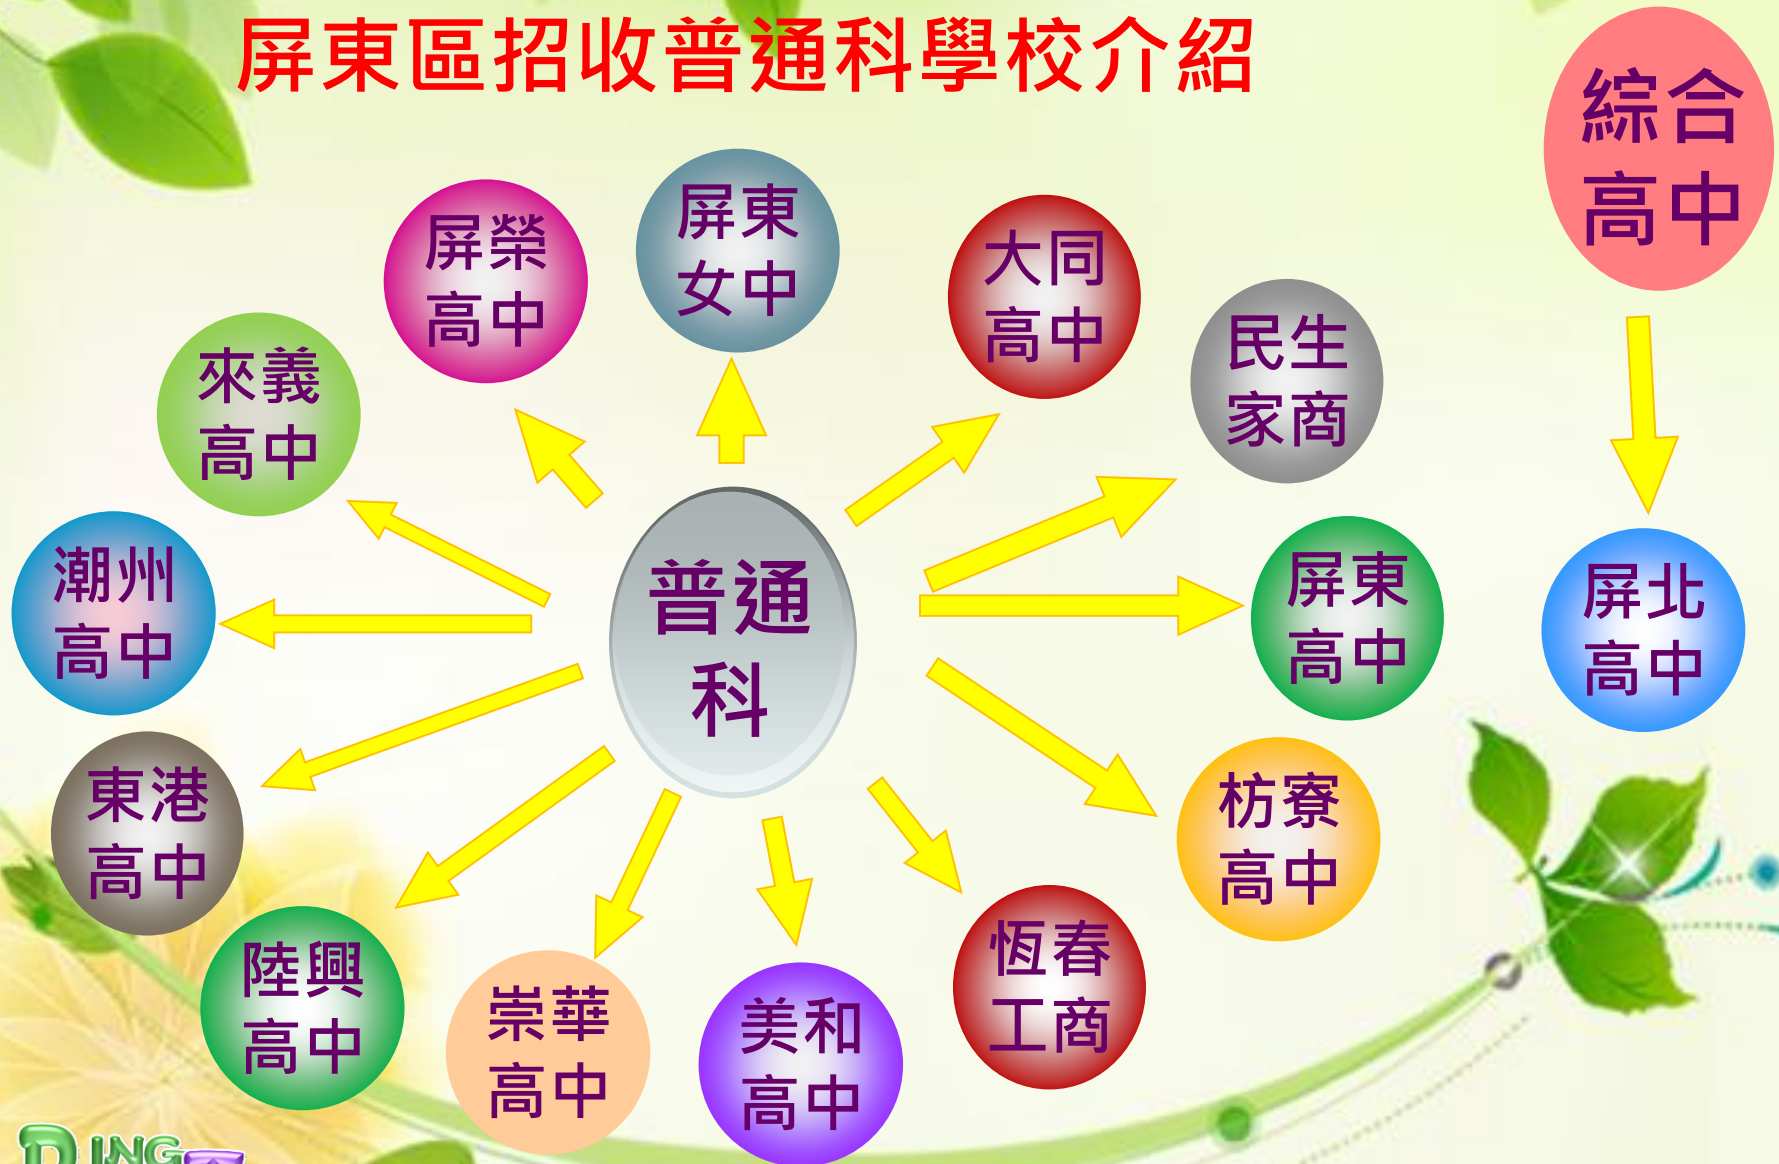 屏東區招收普通科學校介紹
綜合
高中
屏東
女中
屏榮
高中
大同
高中
民生
家商
來義
高中
潮州
高中
普通
科
屏東
高中
屏北
高中
東港
高中
枋寮
高中
陸興
高中
崇華
高中
美和
高中
恆春
工商
DING